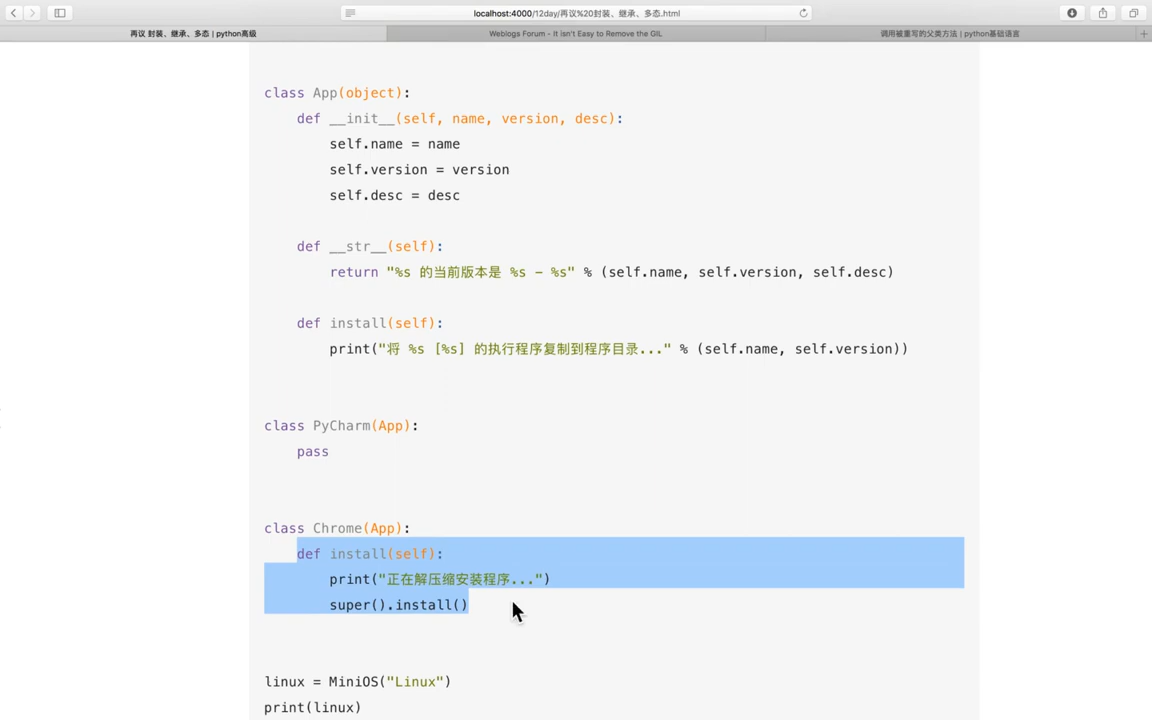 localhost:4000/12day/再议%20封装、继承、多态.html
再议 封装、继承、多态 | python高级
Weblogs Forum - It isn't Easy to Remove the GIL
调用被重写的父类方法 | python基础语言
class App(object):
def __init__(self, name, version, desc):
self.name = name
self.version = version
self.desc = desc
def __str__(self):
return "%s 的当前版本是 %s - %s" % (self.name, self.version, self.desc)
def install(self):
print("将 %s [%s] 的执行程序复制到程序目录..." % (self.name, self.version))
class PyCharm(App):
pass
class Chrome(App):
def install(self):
print("正在解压缩安装程序...")
super().install()
linux = MiniOS("Linux")
print(linux)